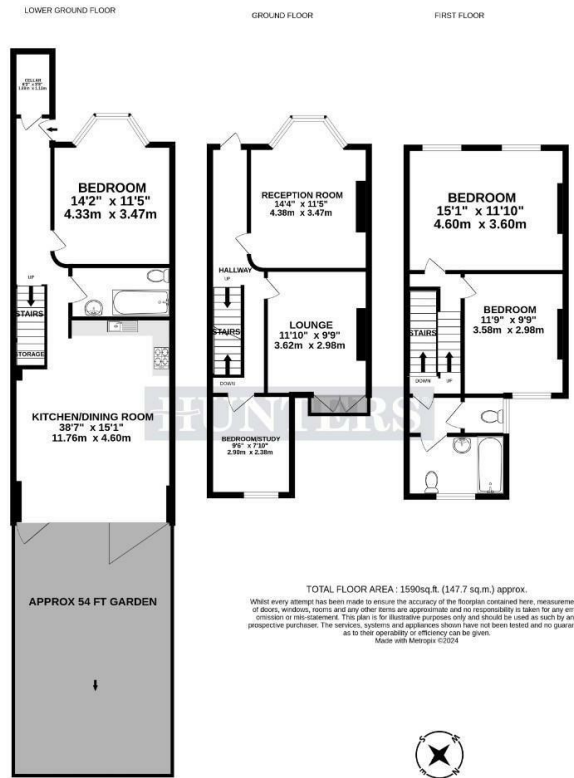 LOWER GROUND FLOOR
GROUND FLOOR
FIRST FLOOR
CELLAR
BEDROOM
14'2" x 11'5"
4.33m x 3.47m
UP
STAIRS
STORAGE
KITCHEN/DINING ROOM
38'7" x 15'1"
11.76m x 4.60m
APPROX 54 FT GARDEN
RECEPTION ROOM
14'4" x 11'5"
4.38m x 3.47m
HALLWAY
UP
STAIRS
DOWN
LOUNGE
11'10" x 9'9"
3.62m x 2.98m
BEDROOM/STUDY
9'6" x 7'10"
2.90m x 2.38m
BEDROOM
15'1" x 11'10"
4.60m x 3.60m
BEDROOM
11'9" x 9'9"
3.58m x 2.98m
STAIRS
DOWN
UP
HUNTERS
TOTAL FLOOR AREA : 1590sq.ft. (147.7 sq.m.) approx.
Whilst every attempt has been made to ensure the accuracy of the floorplan contained here, measureme
of doors, windows, rooms and any other items are approximate and no responsibility is taken for any err
omission or mis-statement. This plan is for illustrative purposes only and should be used as such by any
prospective purchaser. The services, systems and appliances shown have not been tested and no guaran
as to their operability or efficiency can be given.
Made with Metropix ©2024
S
W
E
N